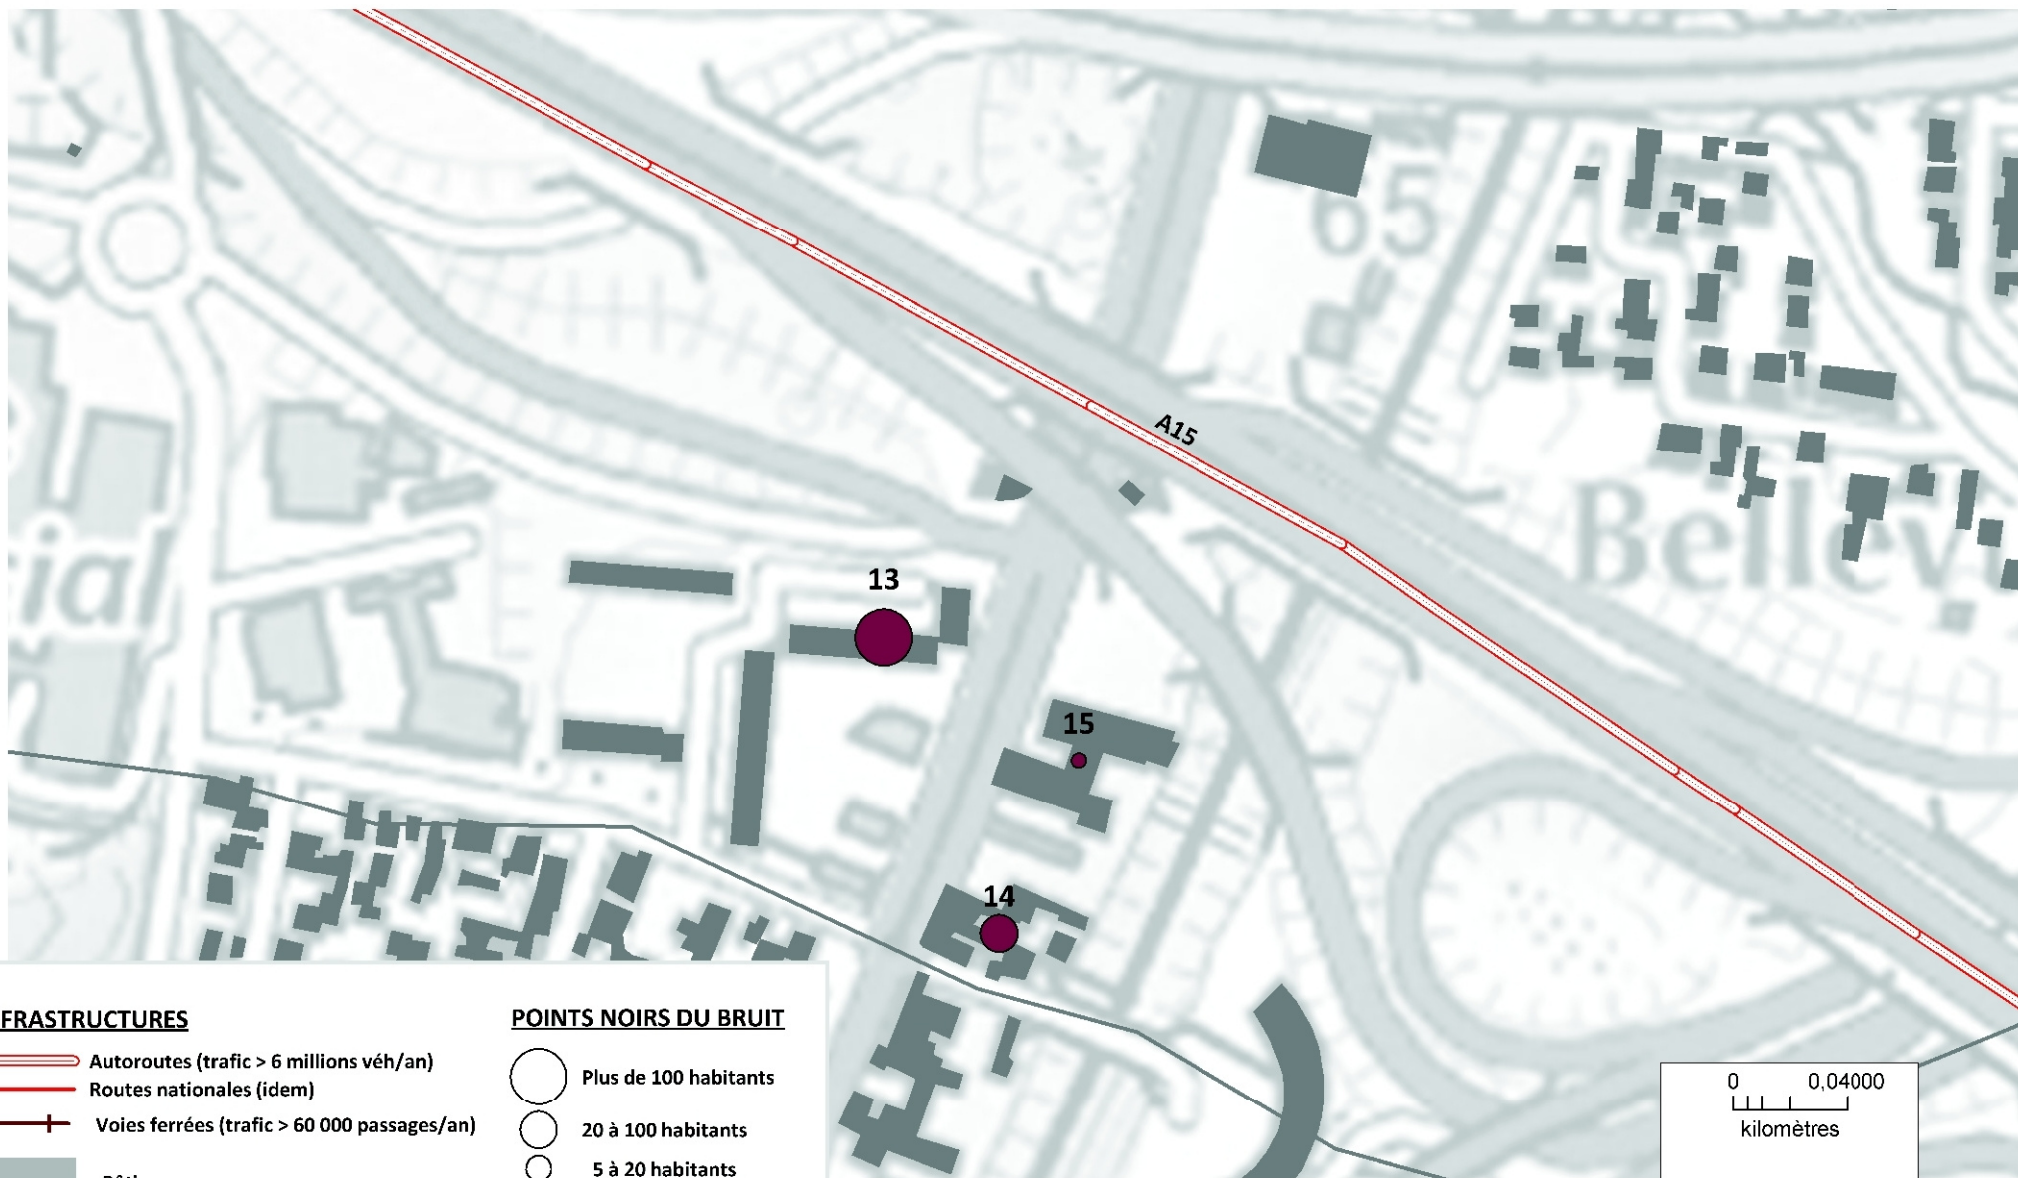 65
A15
Bellev
cial
13
15
14
FRASTRUCTURES
Autoroutes (trafic > 6 millions véh/an)
Routes nationales (idem)
Voies ferrées (trafic > 60 000 passages/an)
POINTS NOIRS DU BRUIT
Plus de 100 habitants
20 à 100 habitants
5 à 20 habitants
0 0,04000
kilomètres